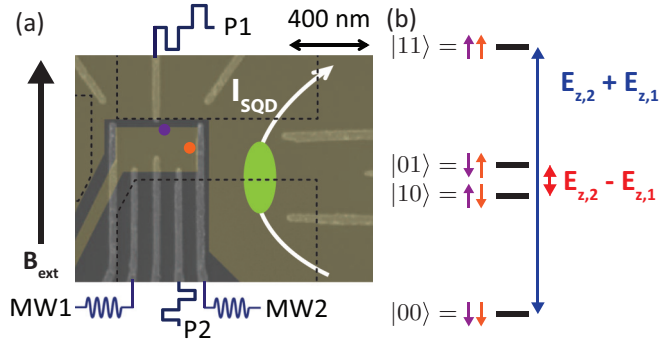 (a)
P1
400 nm
I_SQD
B_ext
MW1
P2
MW2
(b)
|11⟩ = ↑↑
E_z,2 + E_z,1
|01⟩ = ↓↑
E_z,2 - E_z,1
|10⟩ = ↑↓
|00⟩ = ↓↓